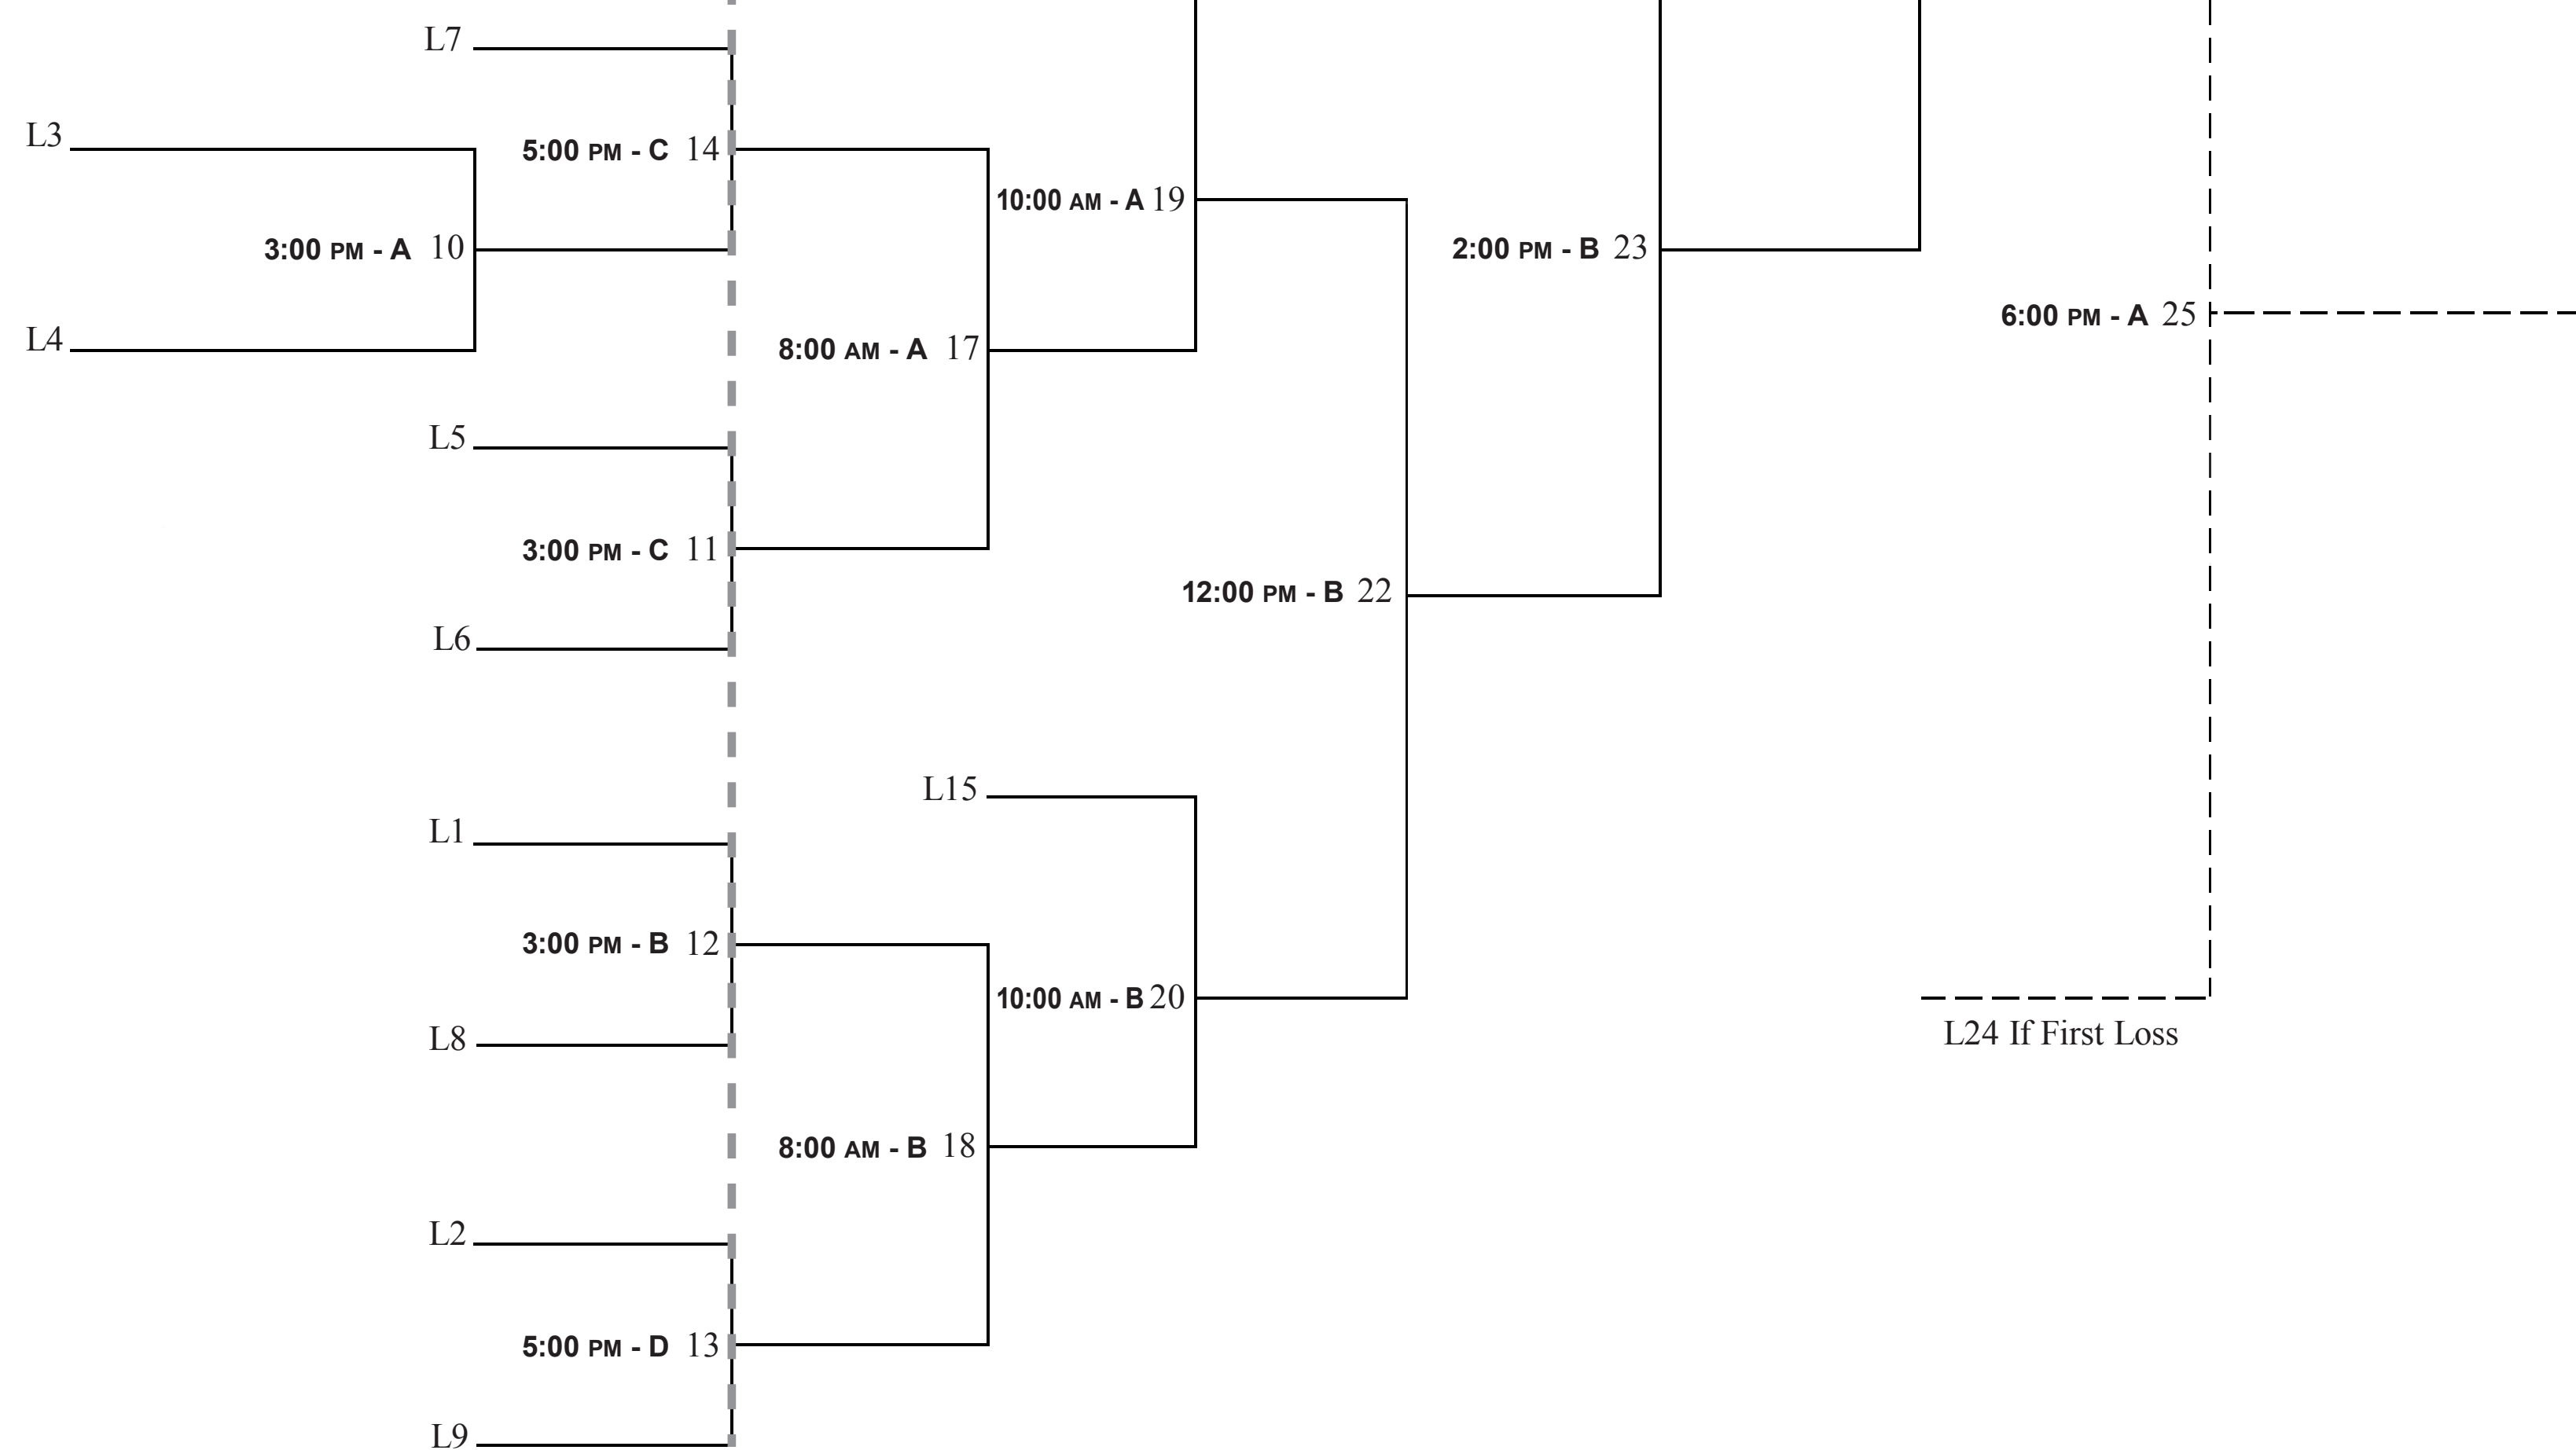 L7
L3
5:00 PM - C 14
10:00 AM - A 19
3:00 PM - A 10
2:00 PM - B 23
6:00 PM - A 25
L4
8:00 AM - A 17
L5
3:00 PM - C 11
12:00 PM - B 22
L6
L15
L1
3:00 PM - B 12
10:00 AM - B 20
L8
L24 If First Loss
8:00 AM - B 18
L2
5:00 PM - D 13
L9